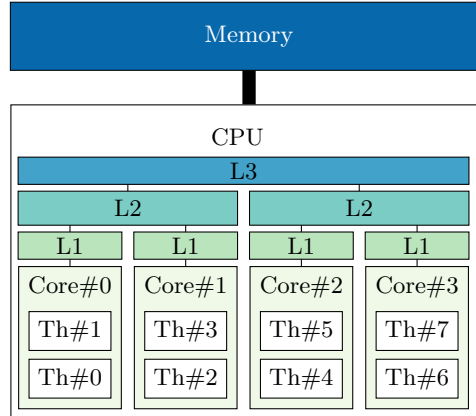 Memory
CPU
L3
L2 L2
L1 L1 L1 L1
Core#0 Core#1 Core#2 Core#3
Th#1 Th#3 Th#5 Th#7
Th#0 Th#2 Th#4 Th#6